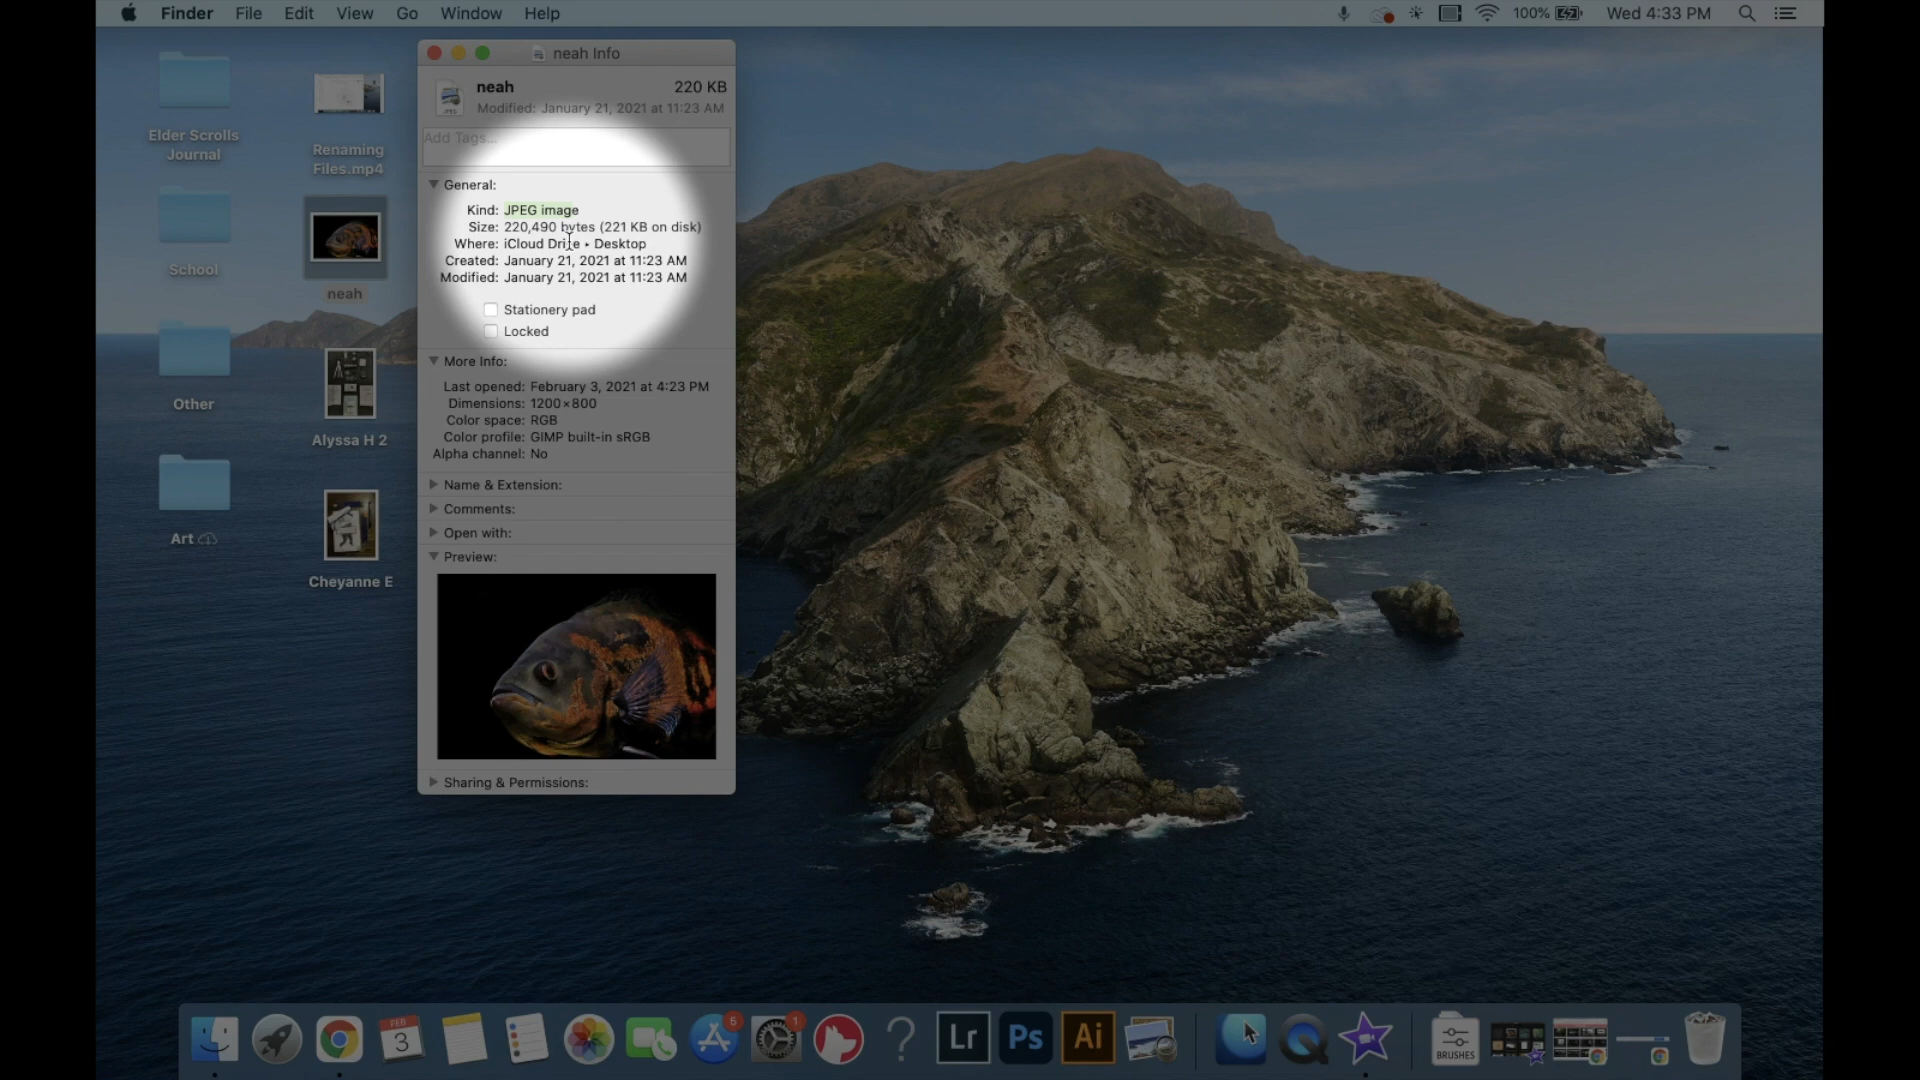 Finder File Edit View Go Window Help
100% Wed 4:33 PM
neah Info
neah 220 KB
Modified: January 21, 2021 at 11:23 AM
Add Tags...
General:
Kind: JPEG image
Size: 220,490 bytes (221 KB on disk)
Where: iCloud Drive ▸ Desktop
Created: January 21, 2021 at 11:23 AM
Modified: January 21, 2021 at 11:23 AM
Stationery pad
Locked
More Info:
Last opened: February 3, 2021 at 4:23 PM
Dimensions: 1200×800
Color space: RGB
Color profile: GIMP built-in sRGB
Alpha channel: No
Name & Extension:
Comments:
Open with:
Preview:
Sharing & Permissions:
Elder Scrolls
Journal
Renaming
Files.mp4
School
neah
Other
Alyssa H 2
Art
Cheyanne E
JPEG
FEB
3
5
1
?
Lr
Ps
Ai
BRUSHES